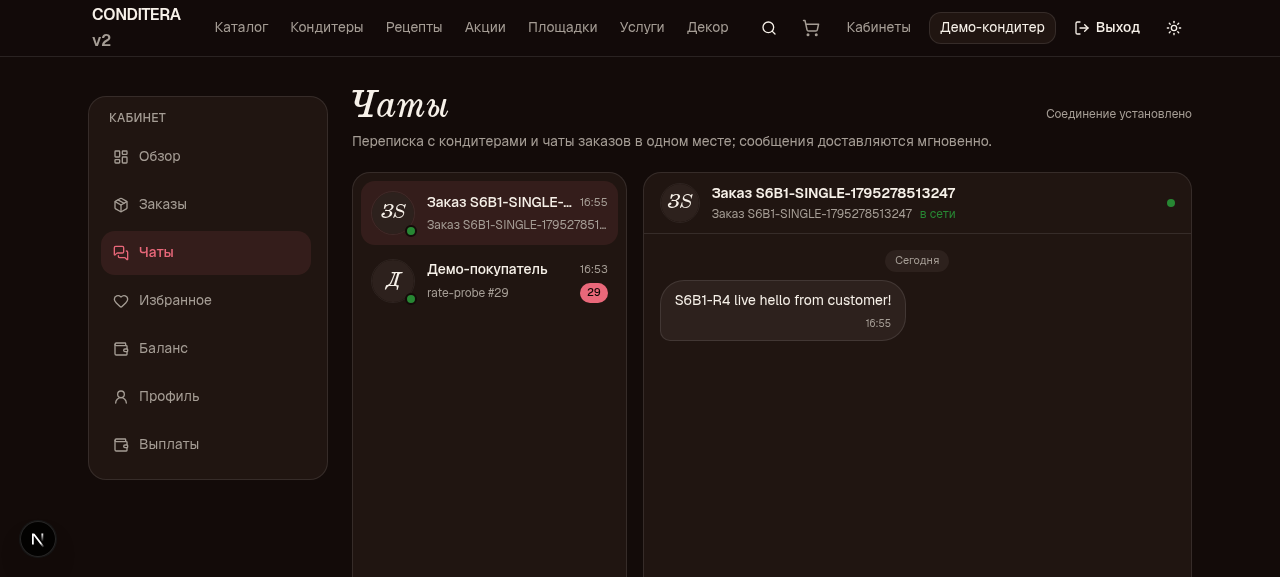 CONDITERA
v2
Каталог Кондитеры Рецепты Акции Площадки Услуги Декор Кабинеты Демо-кондитер Выход
КАБИНЕТ
Обзор
Заказы
Чаты
Избранное
Баланс
Профиль
Выплаты
Чаты
Соединение установлено
Переписка с кондитерами и чаты заказов в одном месте; сообщения доставляются мгновенно.
ЗS
Заказ S6B1-SINGLE-... 16:55
Заказ S6B1-SINGLE-179527851...
Д
Демо-покупатель 16:53
rate-probe #29 29
ЗS
Заказ S6B1-SINGLE-1795278513247
Заказ S6B1-SINGLE-1795278513247 в сети
Сегодня
S6B1-R4 live hello from customer!
16:55
N